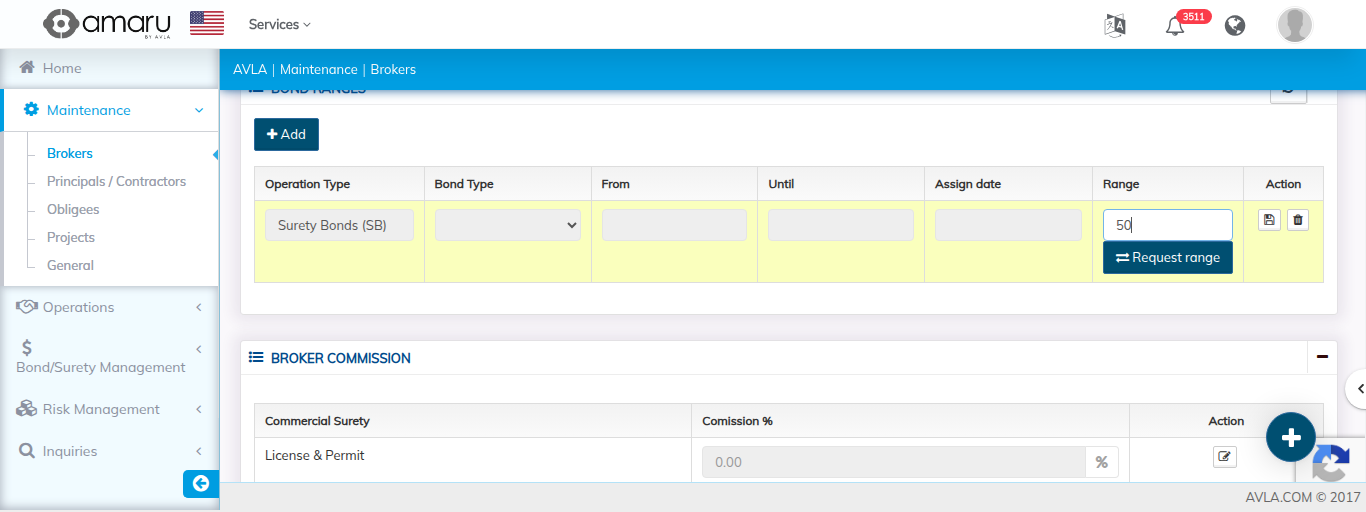 amaru
BY AVLA
Services
3511
Home
AVLA | Maintenance | Brokers
Maintenance
Brokers
Principals / Contractors
Obligees
Projects
General
Operations
$
Bond/Surety Management
Risk Management
Inquiries
BOND RANGES
+ Add
Operation Type Bond Type From Until Assign date Range Action
Surety Bonds (SB) 50
Request range
BROKER COMMISSION
Commercial Surety Comission % Action
License & Permit 0.00 %
AVLA.COM © 2017